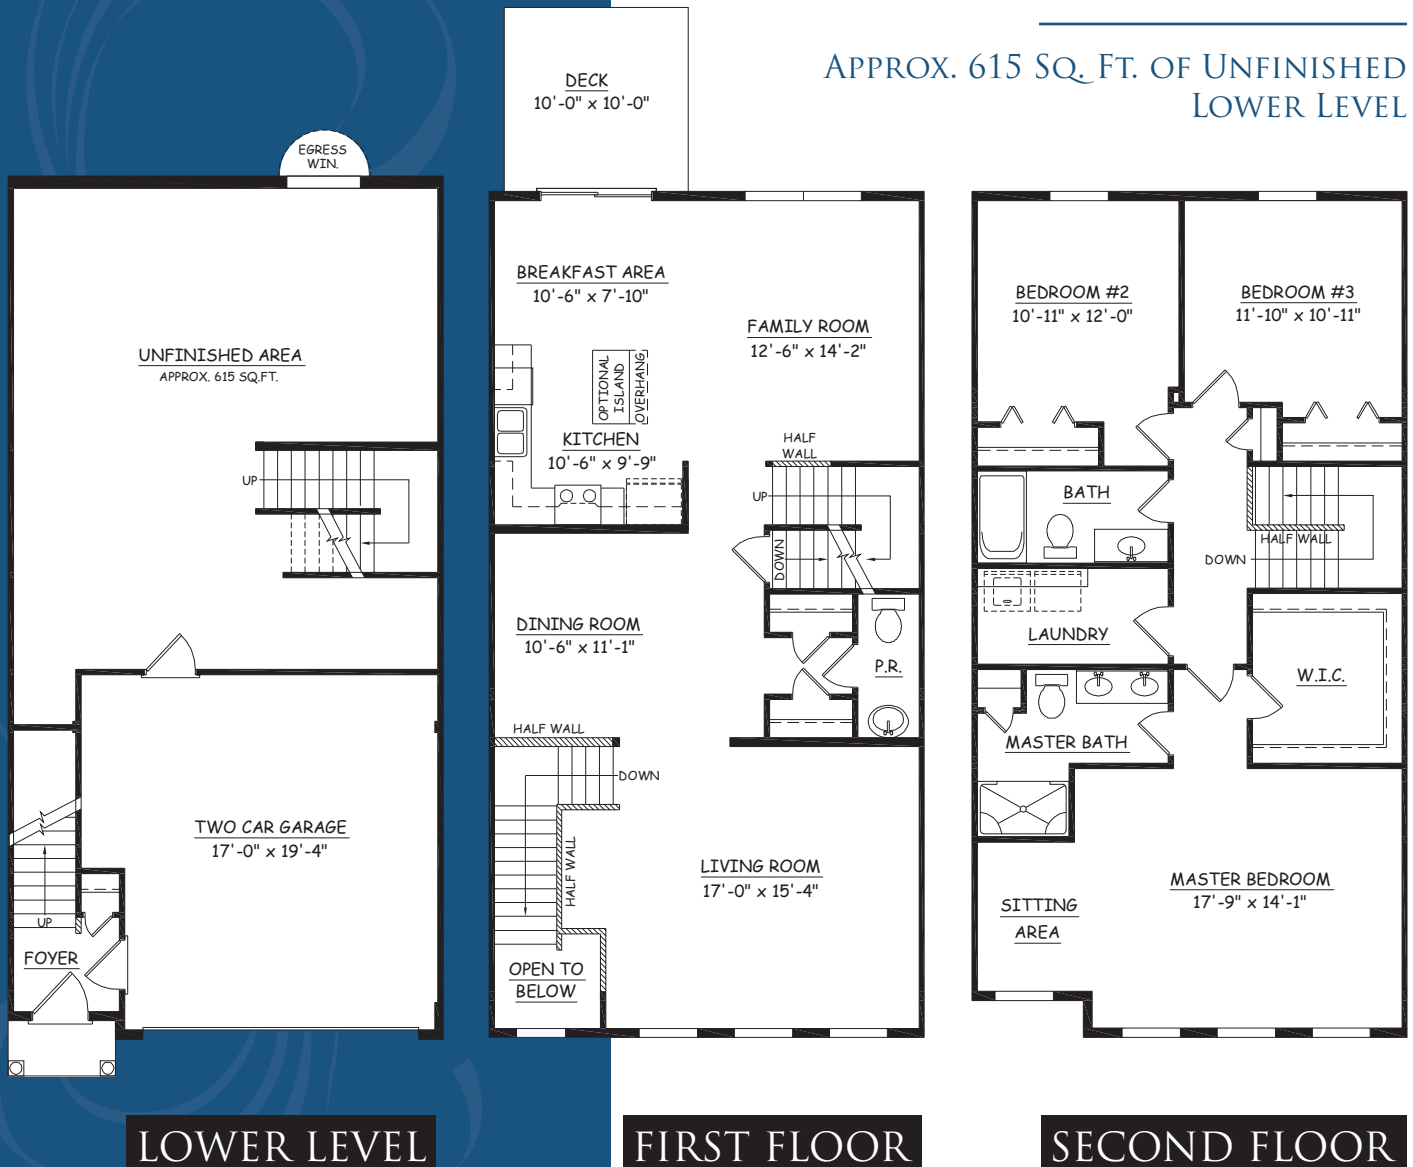 APPROX. 615 SQ. FT. OF UNFINISHED
LOWER LEVEL
EGRESS
WIN.
UNFINISHED AREA
APPROX. 615 SQ.FT.
UP
TWO CAR GARAGE
17'-0" x 19'-4"
UP
FOYER
LOWER LEVEL
DECK
10'-0" x 10'-0"
BREAKFAST AREA
10'-6" x 7'-10"
FAMILY ROOM
12'-6" x 14'-2"
OPTIONAL
ISLAND
OVERHANG
KITCHEN
10'-6" x 9'-9"
HALF
WALL
UP
DOWN
DINING ROOM
10'-6" x 11'-1"
P.R.
HALF WALL
DOWN
HALF WALL
LIVING ROOM
17'-0" x 15'-4"
OPEN TO
BELOW
FIRST FLOOR
BEDROOM #2
10'-11" x 12'-0"
BEDROOM #3
11'-10" x 10'-11"
BATH
HALF WALL
DOWN
LAUNDRY
W.I.C.
MASTER BATH
MASTER BEDROOM
17'-9" x 14'-1"
SITTING
AREA
SECOND FLOOR